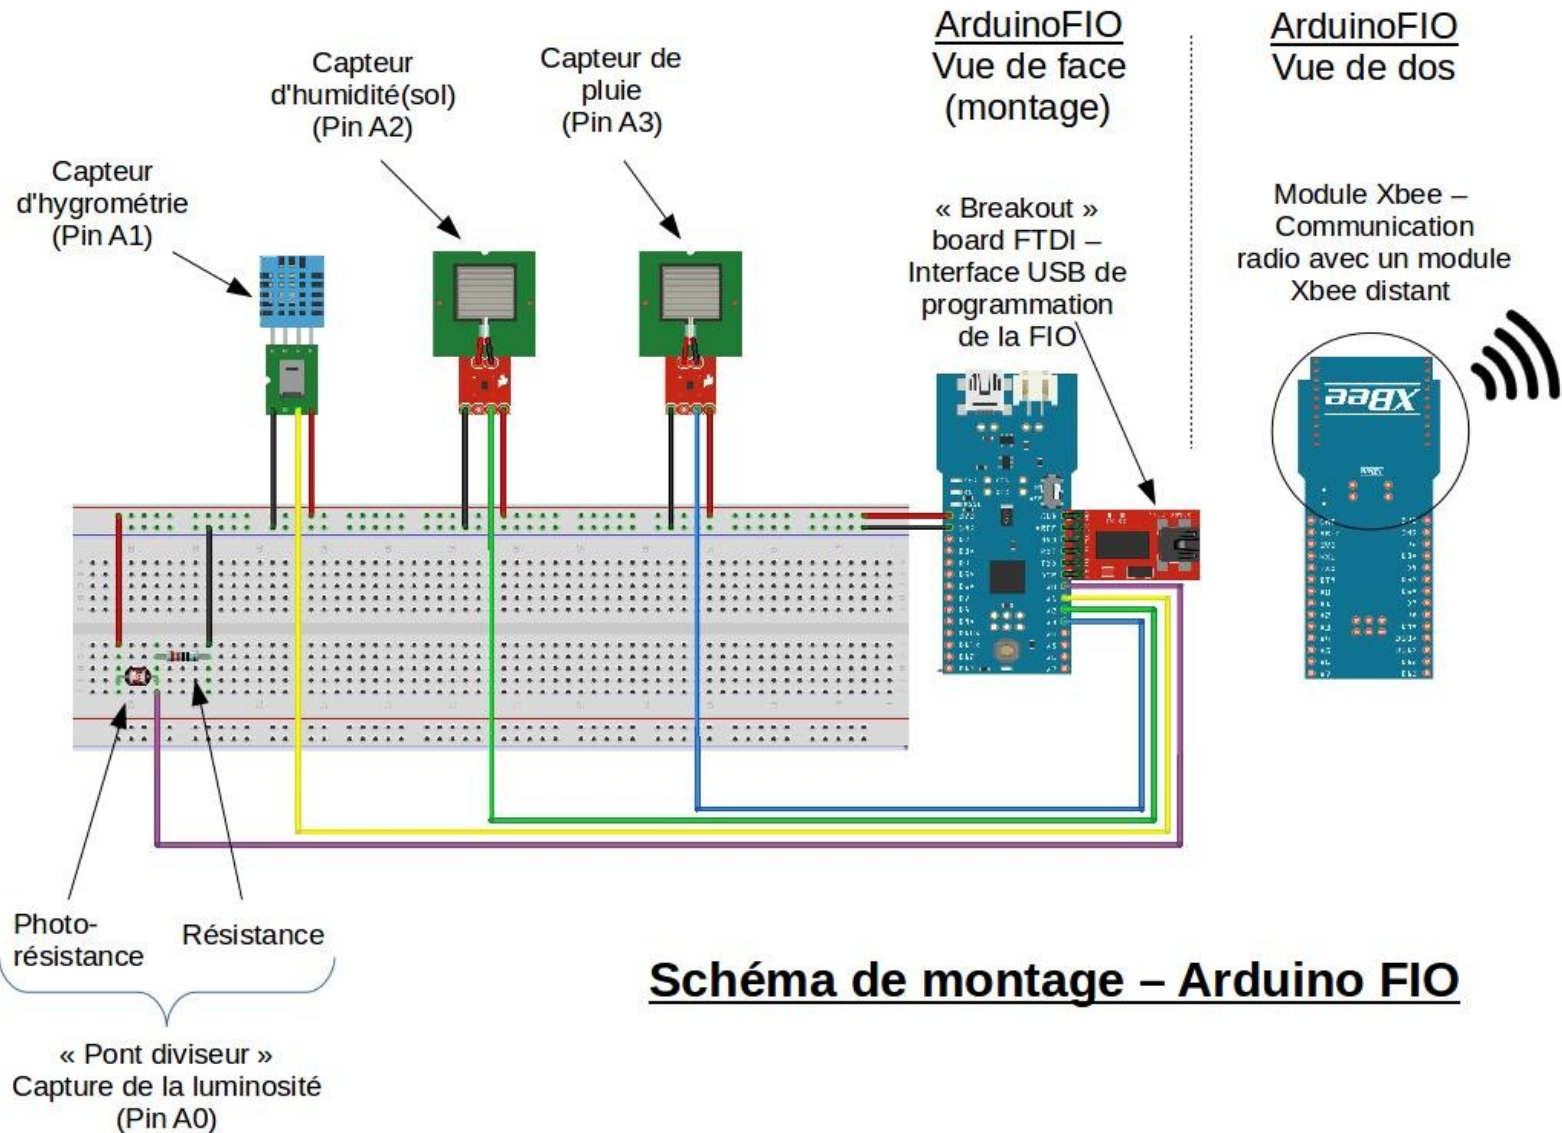 ArduinoFIO
Vue de face
(montage)
ArduinoFIO
Vue de dos
Capteur
d'humidité(sol)
(Pin A2)
Capteur de
pluie
(Pin A3)
Capteur
d'hygrométrie
(Pin A1)
« Breakout »
board FTDI –
Interface USB de
programmation
de la FIO
Module Xbee –
Communication
radio avec un module
Xbee distant
XBee
Photo-
résistance
Résistance
« Pont diviseur »
Capture de la luminosité
(Pin A0)
Schéma de montage – Arduino FIO